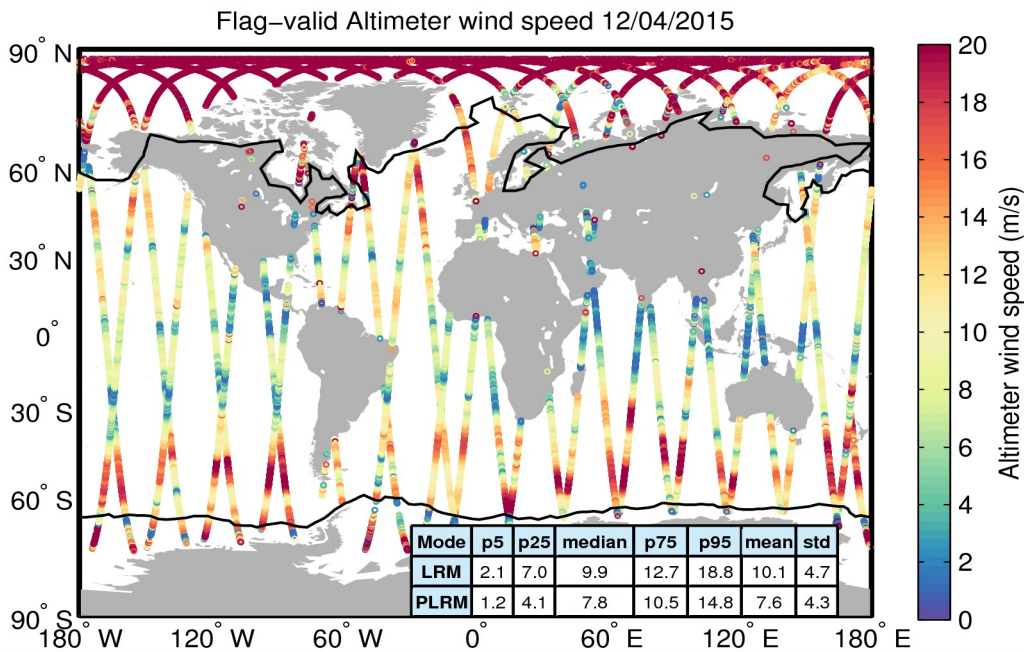 Flag−valid Altimeter wind speed 12/04/2015
90° N
60° N
30° N
0°
30° S
60° S
90° S
180° W
120° W
60° W
0°
60° E
120° E
180° E
Mode p5 p25 median p75 p95 mean std
LRM 2.1 7.0 9.9 12.7 18.8 10.1 4.7
PLRM 1.2 4.1 7.8 10.5 14.8 7.6 4.3
20
18
16
14
12
10
8
6
4
2
0
Altimeter wind speed (m/s)